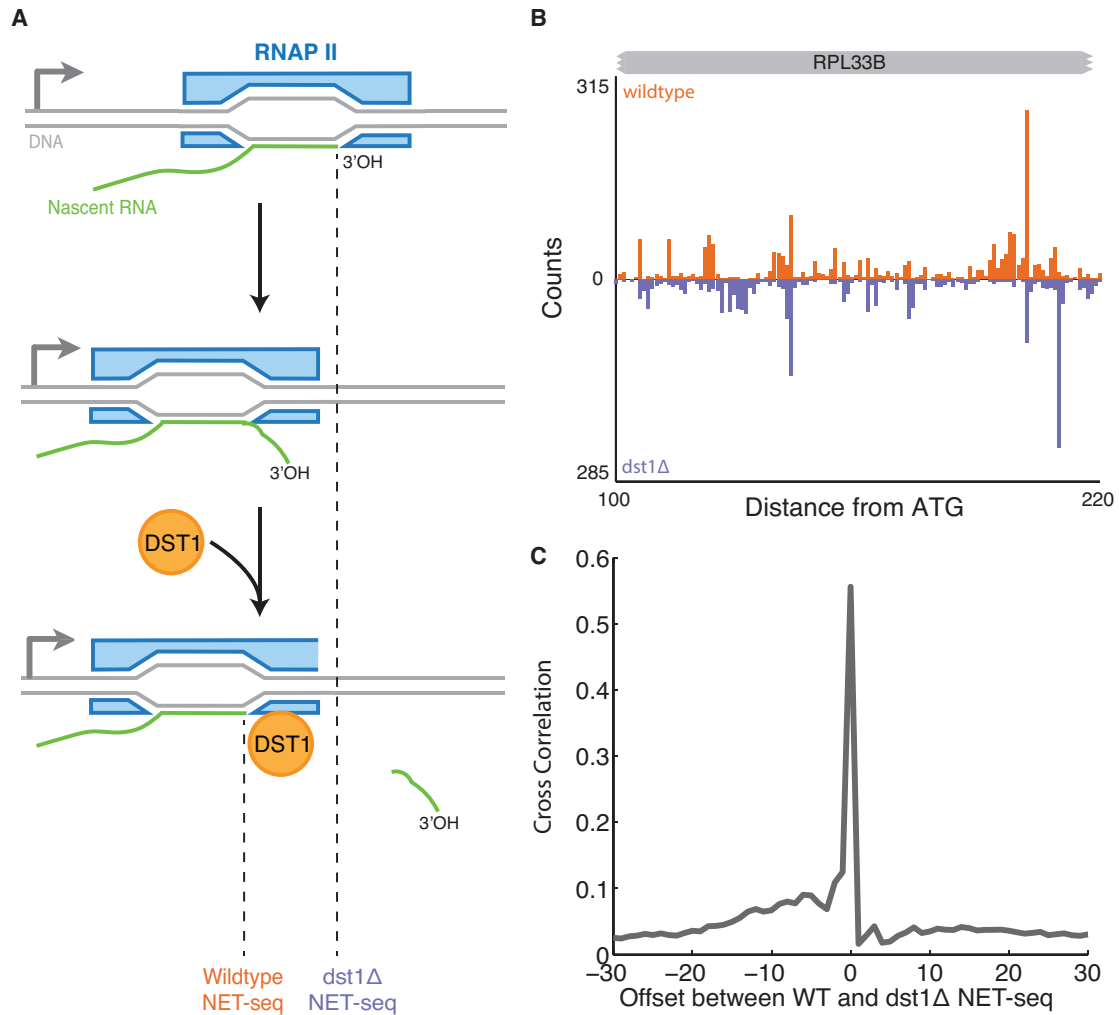 A
RNAP II
DNA
3'OH
Nascent RNA
3'OH
DST1
DST1
3'OH
Wildtype
NET-seq
dst1Δ
NET-seq
B
RPL33B
315
wildtype
Counts
0
dst1Δ
285
100
220
Distance from ATG
C
0.6
0.5
0.4
0.3
0.2
0.1
0
Cross Correlation
−30
−20
−10
0
10
20
30
Offset between WT and dst1Δ NET-seq